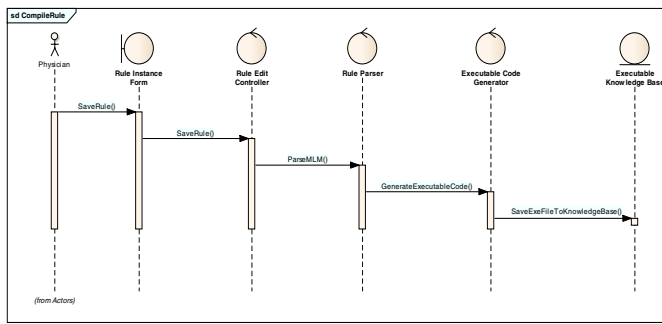 sd CompileRule
Physician
Rule Instance
Form
Rule Edit
Controller
Rule Parser
Executable Code
Generator
Executable
Knowledge Base
SaveRule()
SaveRule()
ParseMLM()
GenerateExecutableCode()
SaveExeFileToKnowledgeBase()
(from Actors)